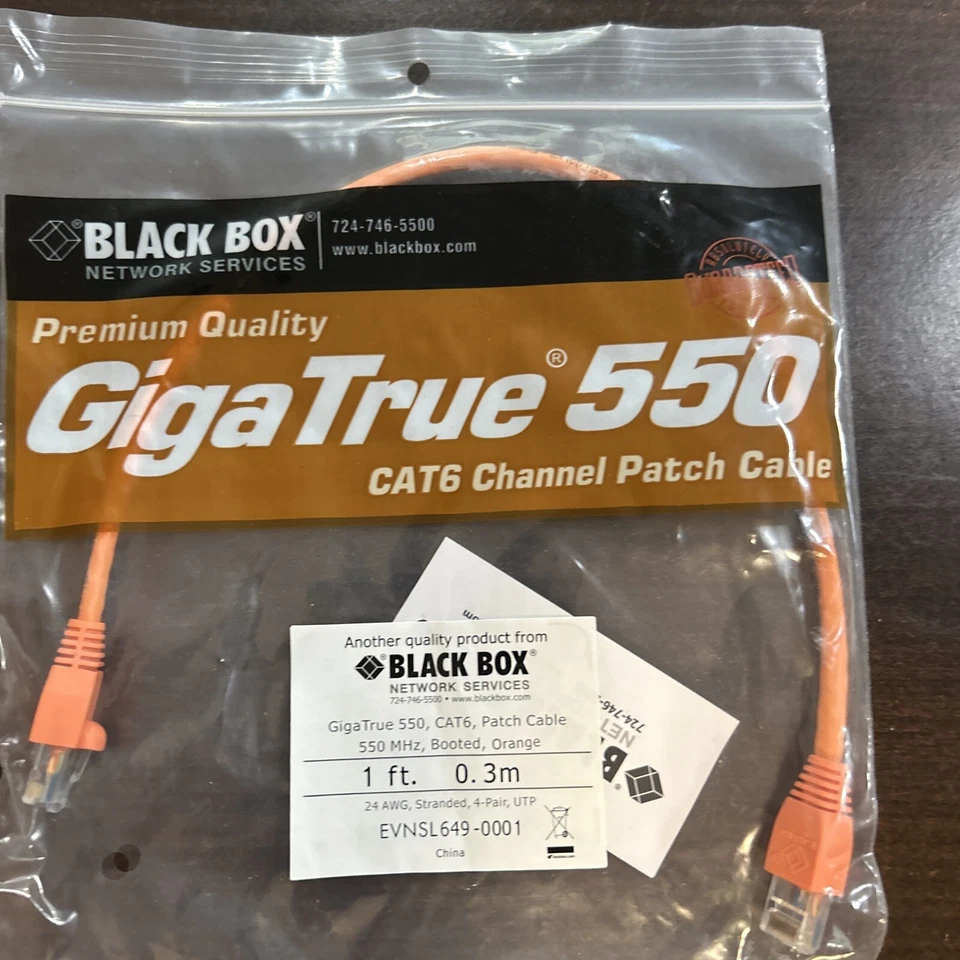 BLACK BOX®
NETWORK SERVICES
724-746-5500
www.blackbox.com
ABSOLUTELY
Premium Quality
GigaTrue® 550
CAT6 Channel Patch Cable
Another quality product from
®BLACK BOX®
NETWORK SERVICES
724-746-5500 • www.blackbox.com
GigaTrue 550, CAT6, Patch Cable
550 MHz, Booted, Orange
1 ft. 0.3m
24 AWG, Stranded, 4-Pair, UTP
EVNSL649-0001
China